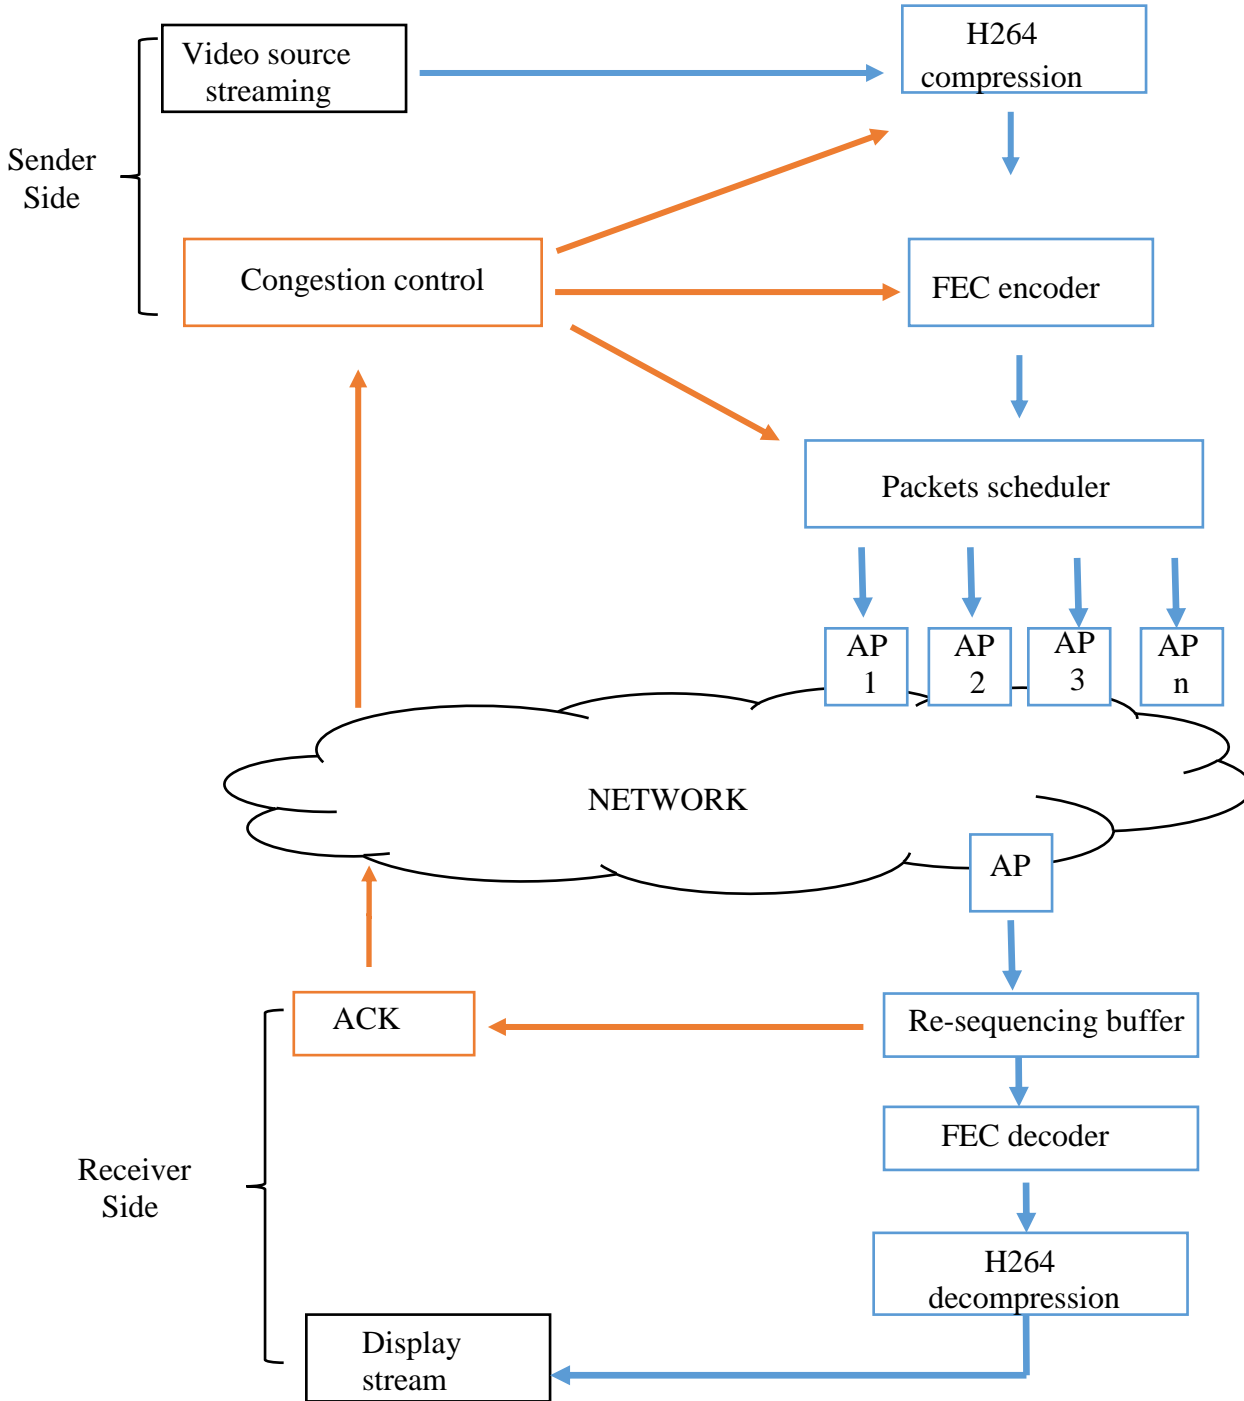 Video source
streaming
H264
compression
Sender
Side
Congestion control
FEC encoder
Packets scheduler
AP
1
AP
2
AP
3
AP
n
NETWORK
AP
ACK
Re-sequencing buffer
FEC decoder
Receiver
Side
H264
decompression
Display
stream